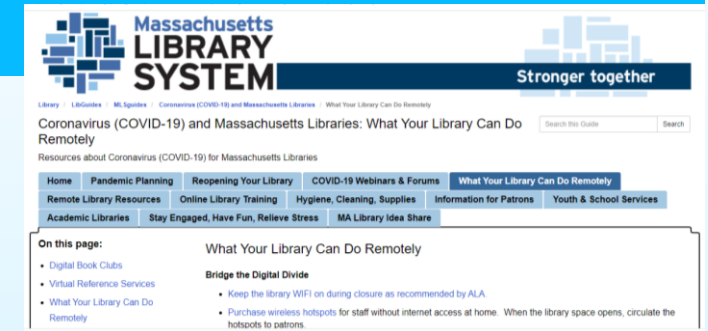 Massachusetts
LIBRARY
SYSTEM
Stronger together
Library / LibGuides / MLSguides / Coronavirus (COVID-19) and Massachusetts Libraries / What Your Library Can Do Remotely
Coronavirus (COVID-19) and Massachusetts Libraries: What Your Library Can Do
Remotely
Search this Guide Search
Resources about Coronavirus (COVID-19) for Massachusetts Libraries
Home Pandemic Planning Reopening Your Library COVID-19 Webinars & Forums What Your Library Can Do Remotely
Remote Library Resources Online Library Training Hygiene, Cleaning, Supplies Information for Patrons Youth & School Services
Academic Libraries Stay Engaged, Have Fun, Relieve Stress MA Library Idea Share
On this page:
• Digital Book Clubs
• Virtual Reference Services
• What Your Library Can Do
Remotely
What Your Library Can Do Remotely
Bridge the Digital Divide
• Keep the library WIFI on during closure as recommended by ALA
• Purchase wireless hotspots for staff without internet access at home. When the library space opens, circulate the
hotspots to patrons.